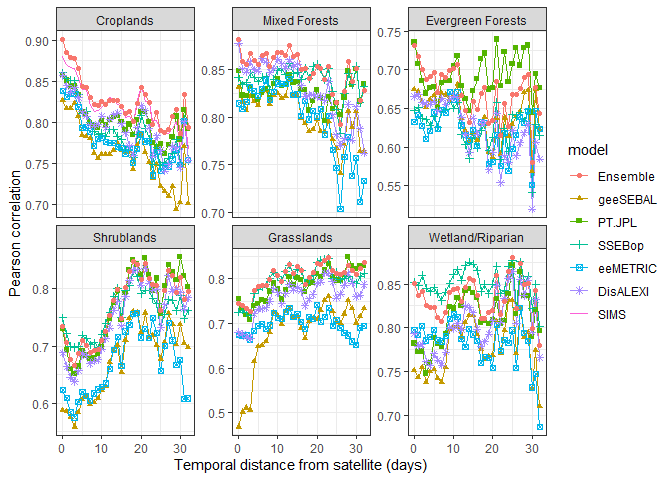 Croplands
Mixed Forests
Evergreen Forests
0.90
0.85
0.80
0.75
0.70
0.85
0.80
0.75
0.70
0.75
0.70
0.65
0.60
0.55
Shrublands
Grasslands
Wetland/Riparian
0.8
0.7
0.6
0.8
0.7
0.6
0.5
0.85
0.80
0.75
0.70
0 10 20 30
0 10 20 30
0 10 20 30
Pearson correlation
Temporal distance from satellite (days)
model
Ensemble
geeSEBAL
PT.JPL
SSEBop
eeMETRIC
DisALEXI
SIMS